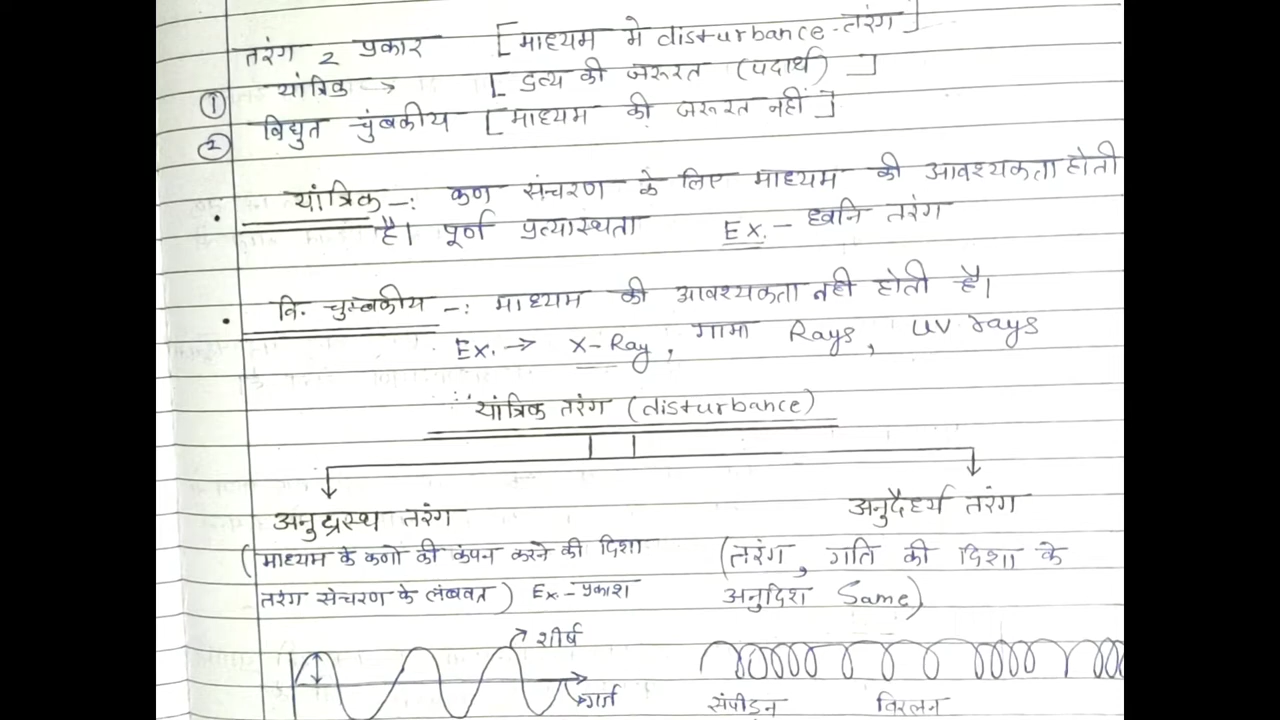 तरंग 2 प्रकार [माध्यम मे disturbance-तरंग]
① यांत्रिक → [द्रव्य की जरूरत (पदार्थ)]
② विधुत चुंबकीय [माध्यम की जरूरत नहीं]
• यांत्रिक -: कण संचरण के लिए माध्यम की आवश्यकता होती
है। पूर्ण प्रत्यास्थता Ex.- ध्वनि तरंग
• वि. चुम्बकीय -: माध्यम की आवश्यकता नही होती है।
Ex. → X-Ray, गामा Rays, UV rays
यांत्रिक तरंग (disturbance)
अनुप्रस्थ तरंग अनुदैर्ध्य तरंग
(माध्यम के कणो की कंपन करने की दिशा (तरंग, गति की दिशा के
तरंग संचरण के लंबवत) Ex.- प्रकाश अनुदिश Same)
शीर्ष
गर्त संपीडन विरलन